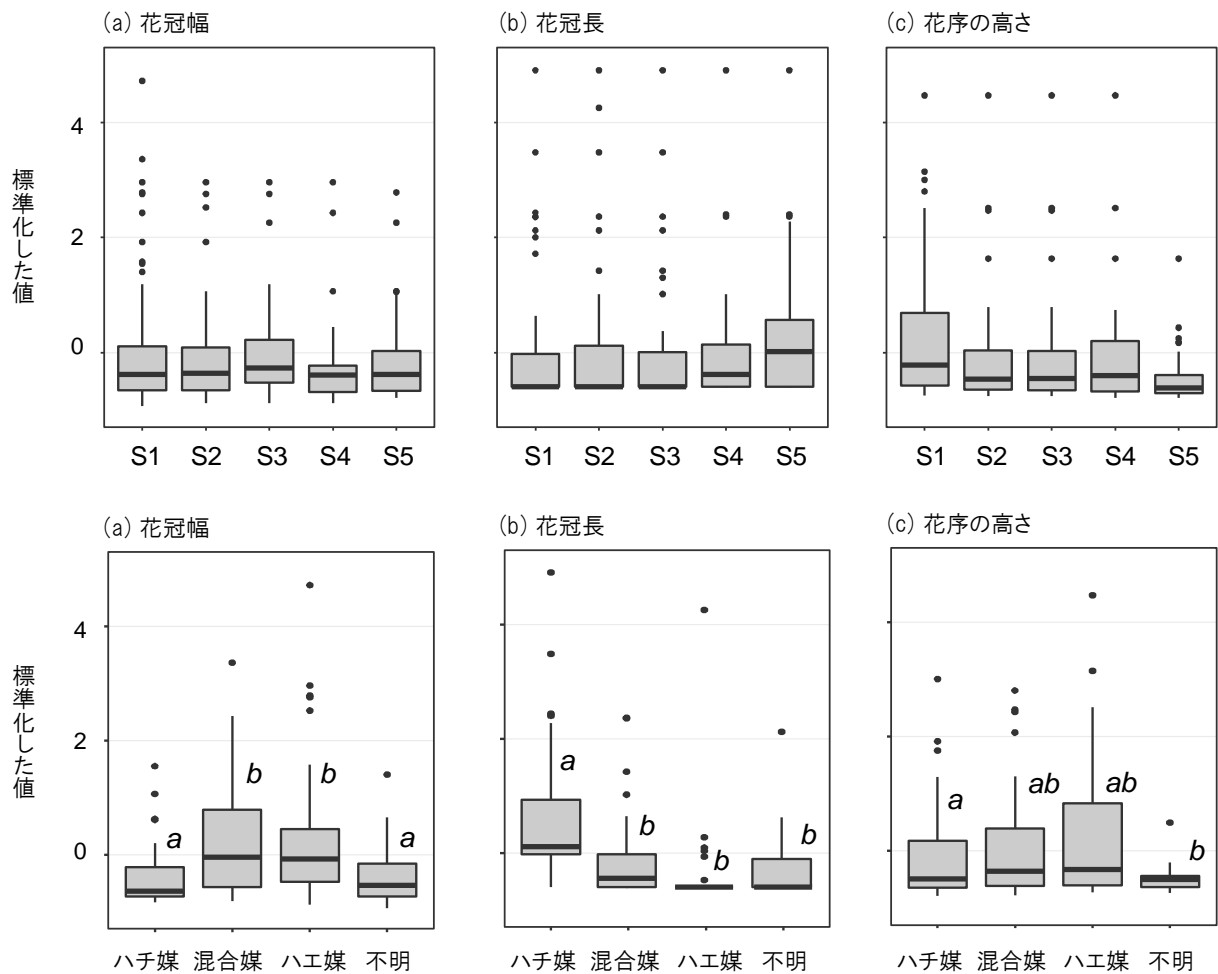 (a) 花冠幅
(b) 花冠長
(c) 花序の高さ
標準化した値
4
2
0
S1 S2 S3 S4 S5
S1 S2 S3 S4 S5
S1 S2 S3 S4 S5
(a) 花冠幅
(b) 花冠長
(c) 花序の高さ
標準化した値
4
2
0
a b b a
a b b b
a ab ab b
ハチ媒 混合媒 ハエ媒 不明
ハチ媒 混合媒 ハエ媒 不明
ハチ媒 混合媒 ハエ媒 不明